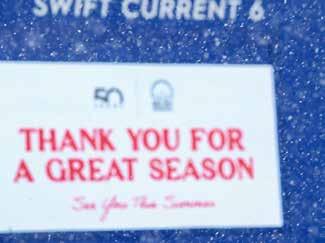 SWIFT CURRENT 6
50
THANK YOU FOR
A GREAT SEASON
See You This Summer